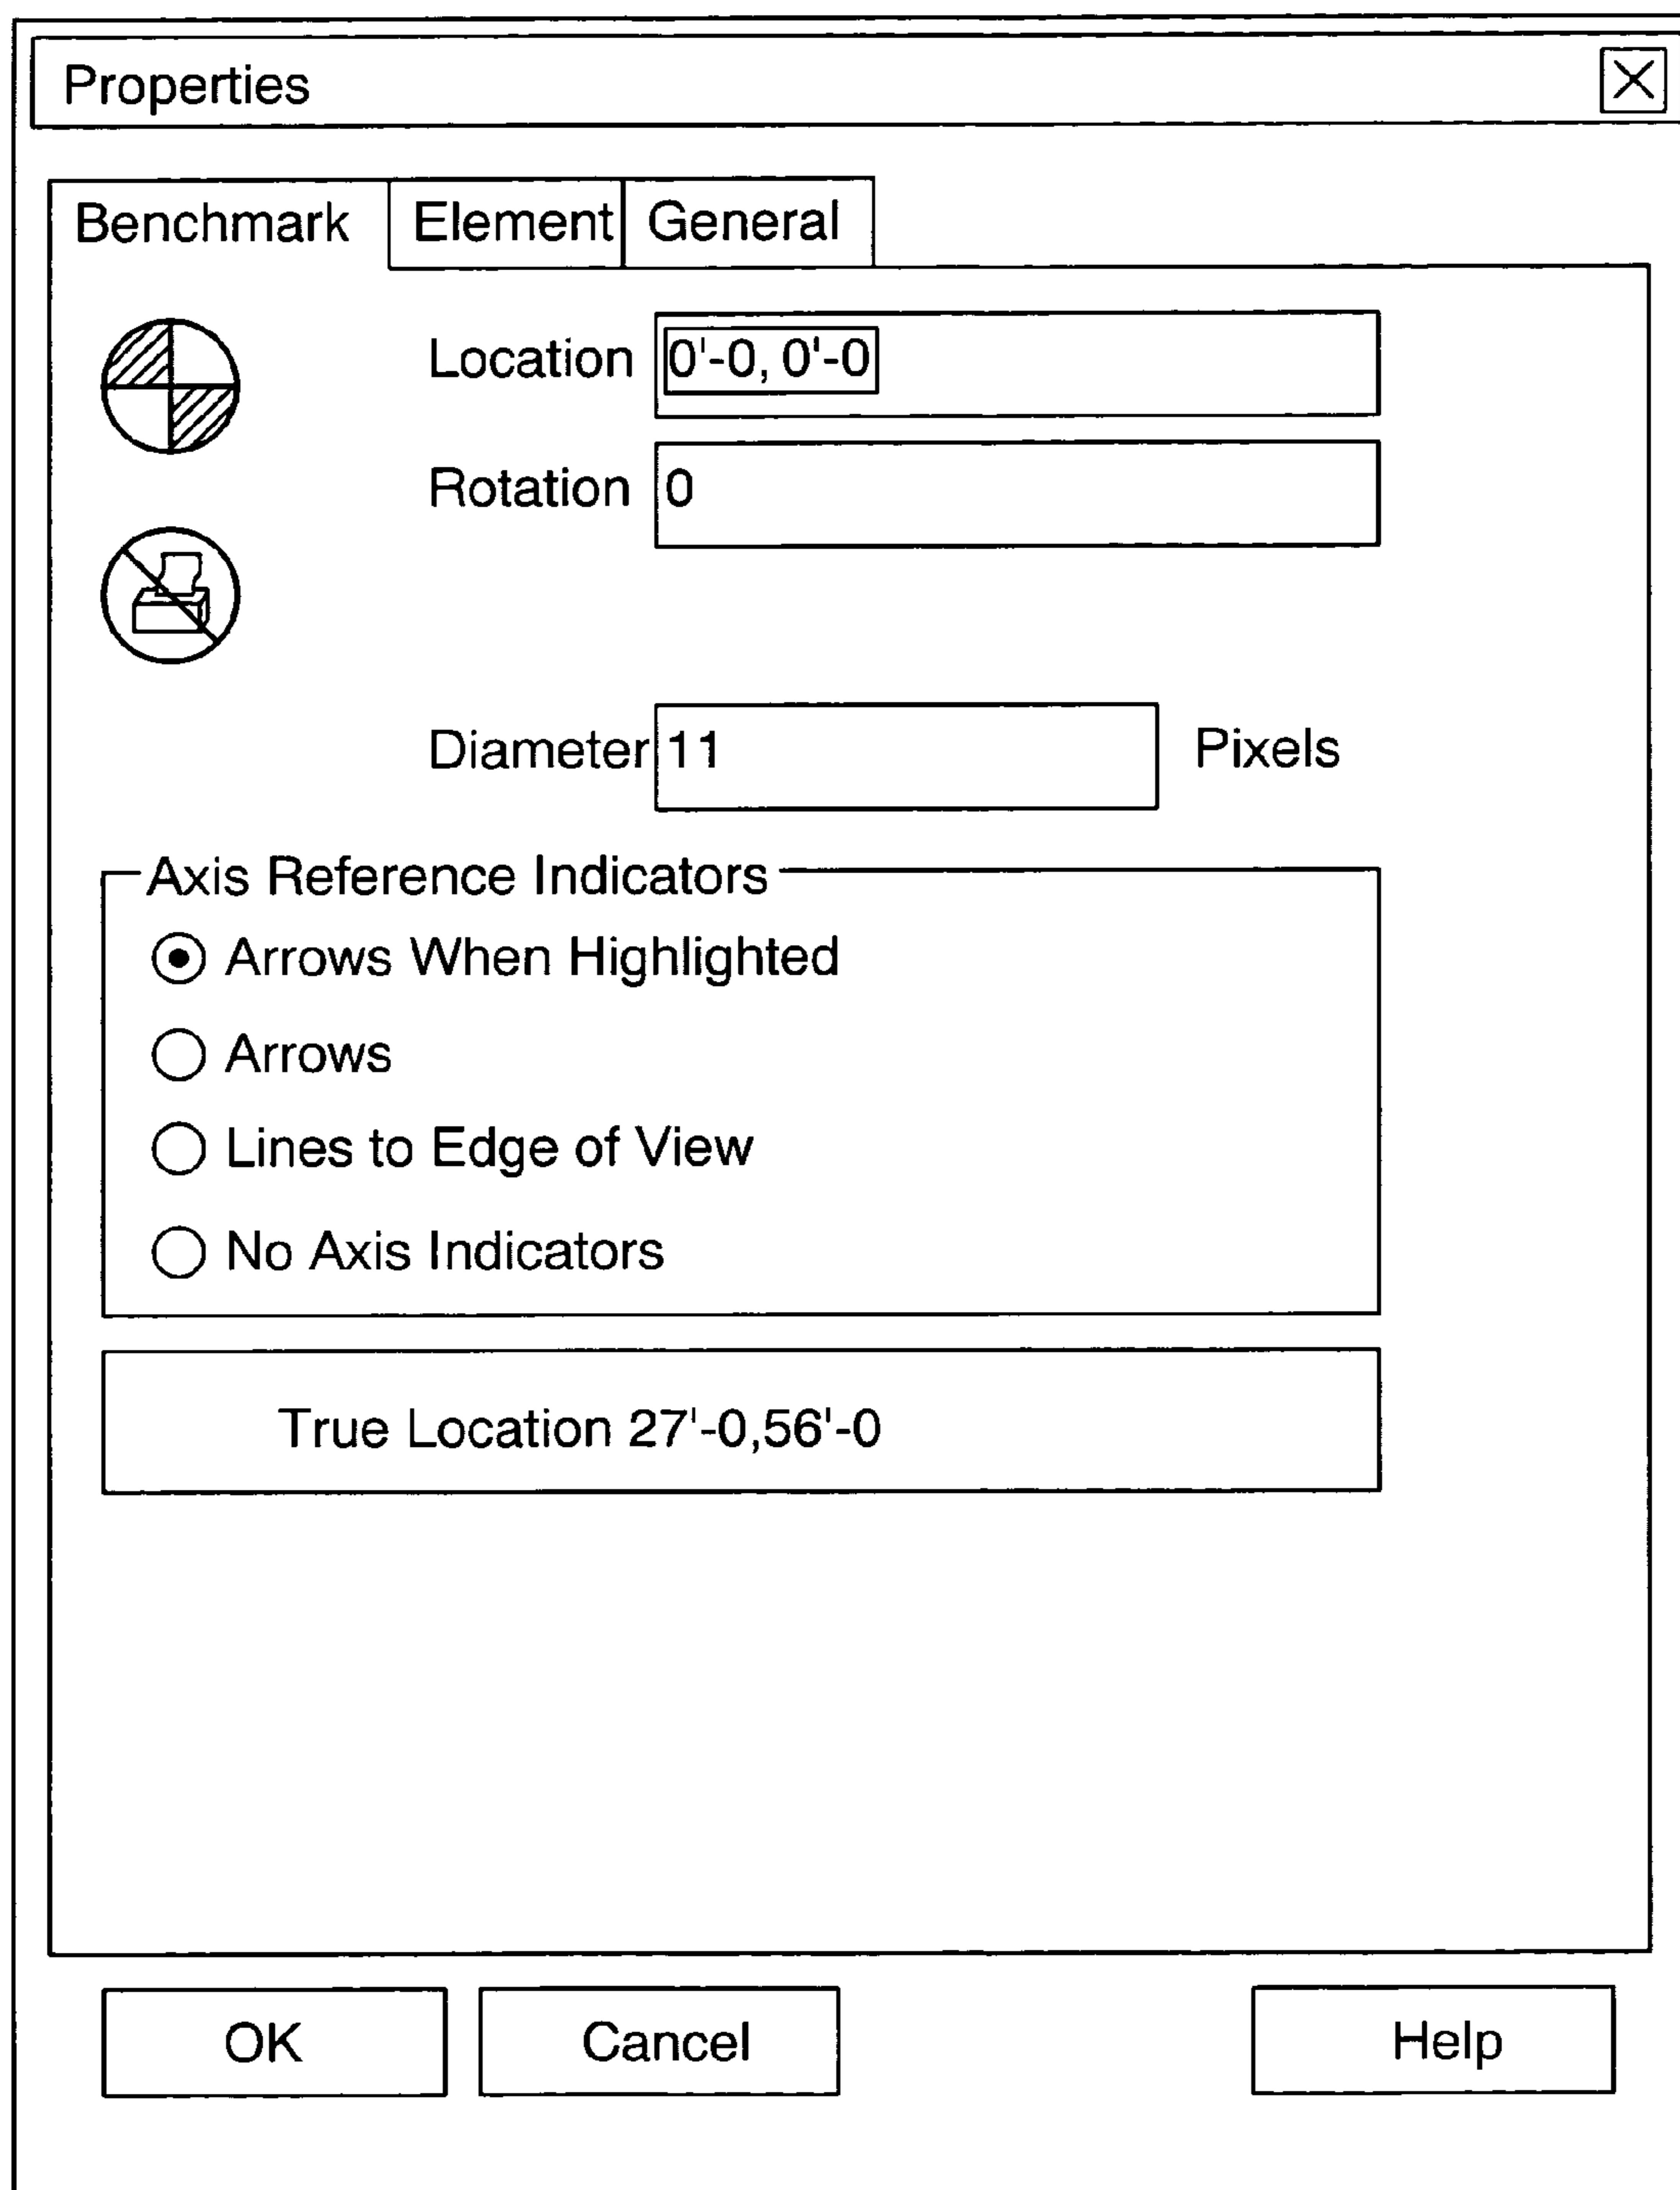 Properties
Benchmark Element General
Location 0'-0, 0'-0
Rotation 0
Diameter 11 Pixels
Axis Reference Indicators
Arrows When Highlighted
Arrows
Lines to Edge of View
No Axis Indicators
True Location 27'-0,56'-0
OK Cancel Help